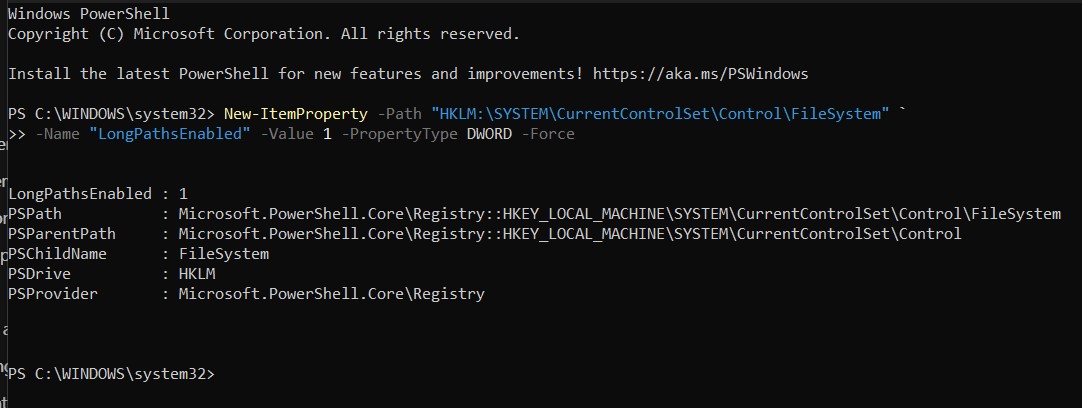 Windows PowerShell
Copyright (C) Microsoft Corporation. All rights reserved.
Install the latest PowerShell for new features and improvements! https://aka.ms/PSWindows
PS C:\WINDOWS\system32> New-ItemProperty -Path "HKLM:\SYSTEM\CurrentControlSet\Control\FileSystem" `
>> -Name "LongPathsEnabled" -Value 1 -PropertyType DWORD -Force
LongPathsEnabled : 1
PSPath           : Microsoft.PowerShell.Core\Registry::HKEY_LOCAL_MACHINE\SYSTEM\CurrentControlSet\Control\FileSystem
PSParentPath     : Microsoft.PowerShell.Core\Registry::HKEY_LOCAL_MACHINE\SYSTEM\CurrentControlSet\Control
PSChildName      : FileSystem
PSDrive          : HKLM
PSProvider       : Microsoft.PowerShell.Core\Registry
PS C:\WINDOWS\system32>